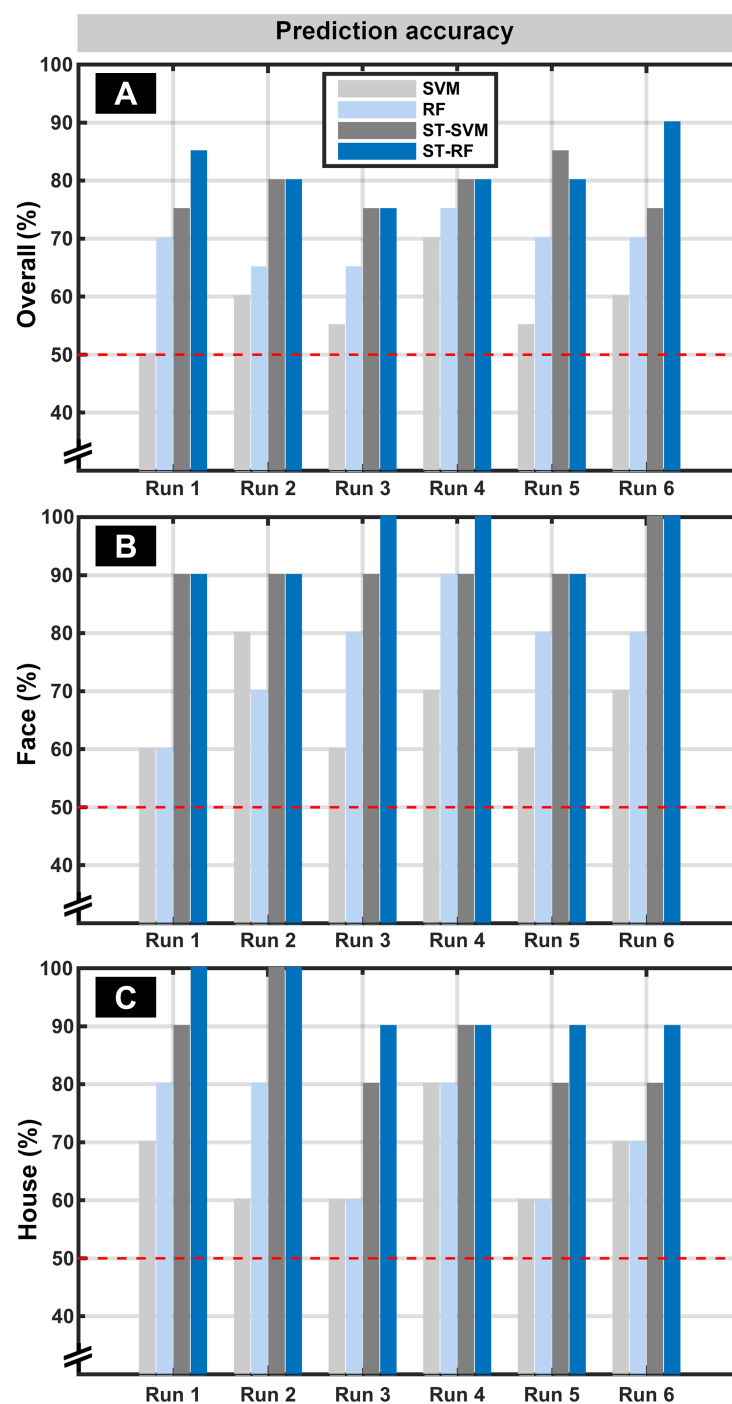 Prediction accuracy
A
SVM
RF
ST-SVM
ST-RF
Overall (%)
100
90
80
70
60
50
40
Run 1 Run 2 Run 3 Run 4 Run 5 Run 6
B
Face (%)
100
90
80
70
60
50
40
Run 1 Run 2 Run 3 Run 4 Run 5 Run 6
C
House (%)
100
90
80
70
60
50
40
Run 1 Run 2 Run 3 Run 4 Run 5 Run 6